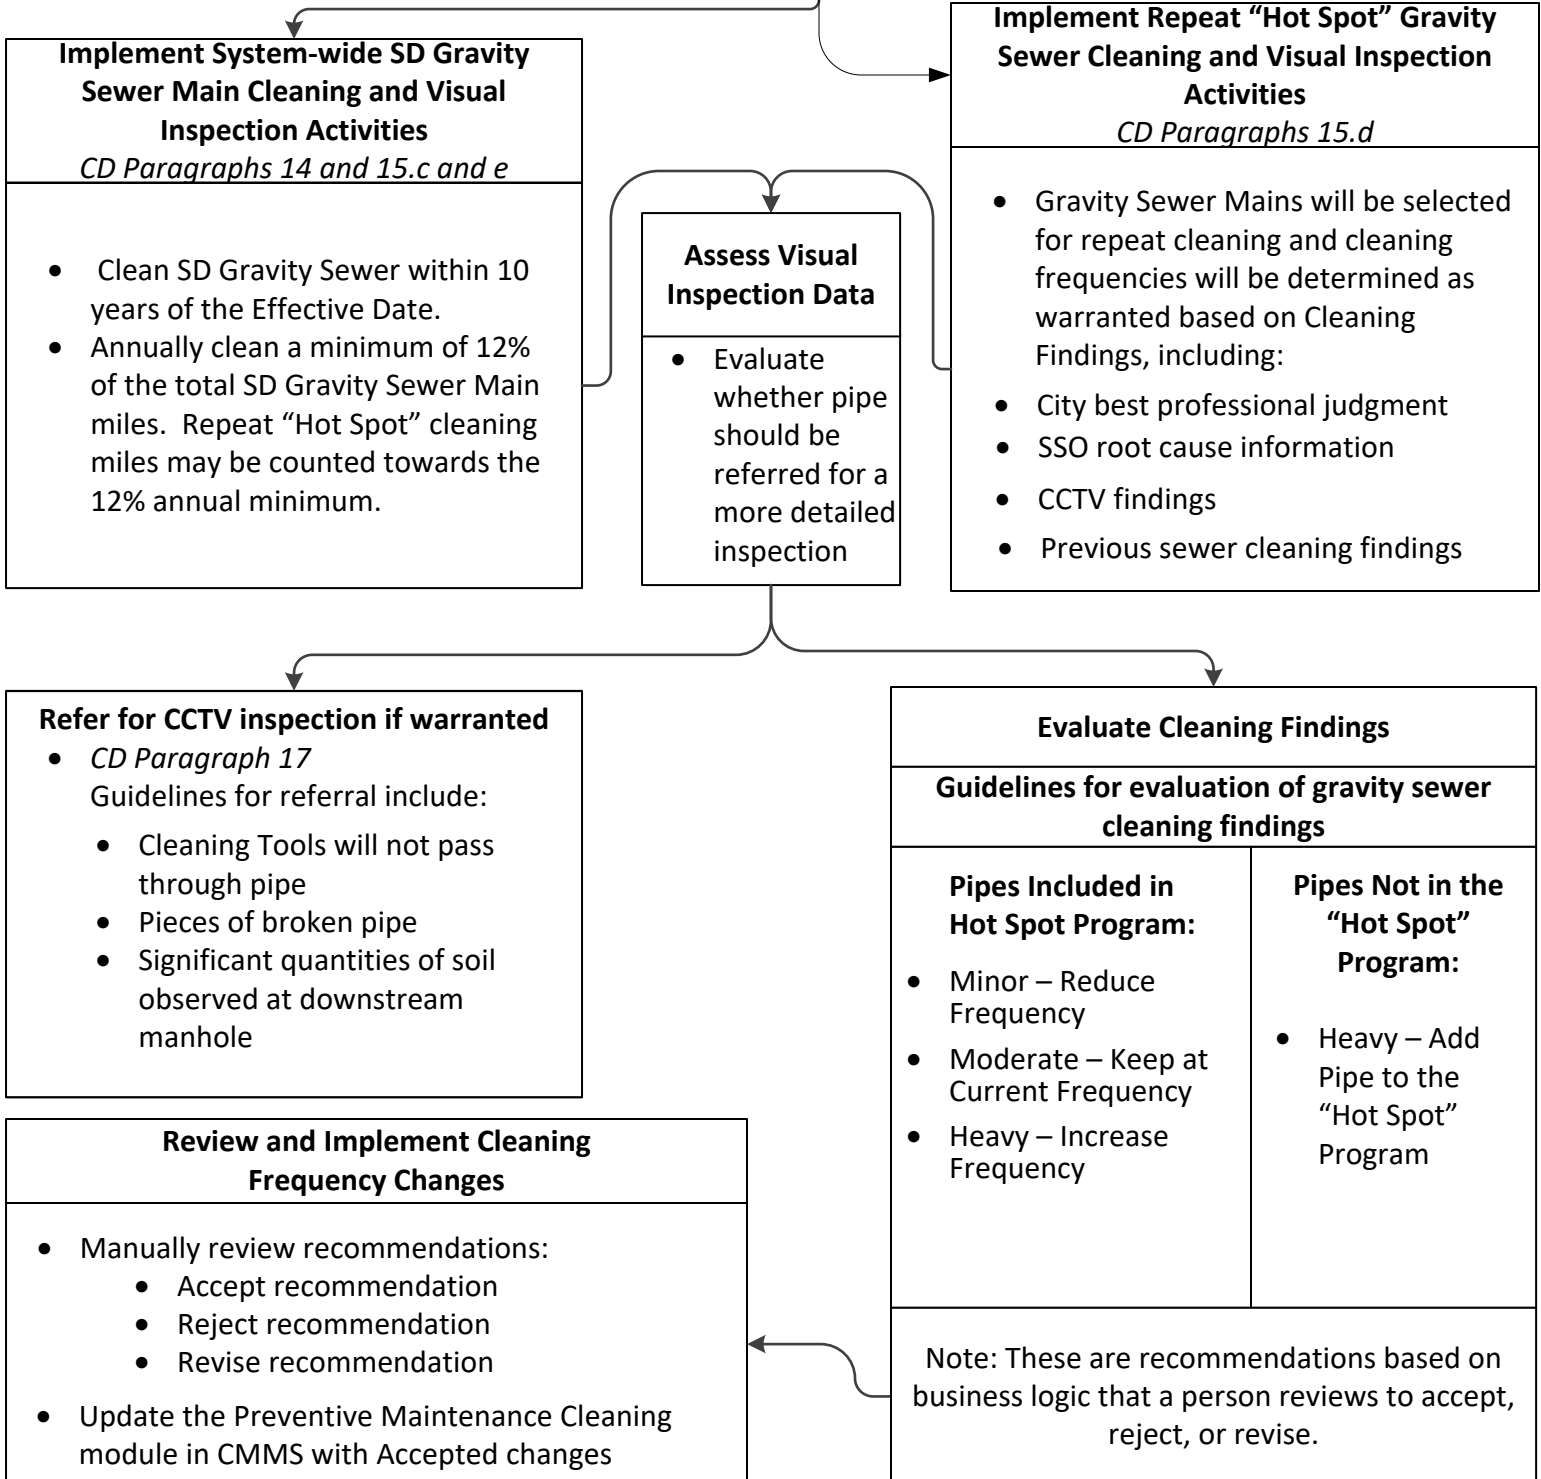 Implement System-wide SD Gravity
Sewer Main Cleaning and Visual
Inspection Activities
CD Paragraphs 14 and 15.c and e
• Clean SD Gravity Sewer within 10
years of the Effective Date.
• Annually clean a minimum of 12%
of the total SD Gravity Sewer Main
miles. Repeat “Hot Spot” cleaning
miles may be counted towards the
12% annual minimum.
Assess Visual
Inspection Data
• Evaluate
whether pipe
should be
referred for a
more detailed
inspection
Implement Repeat “Hot Spot” Gravity
Sewer Cleaning and Visual Inspection
Activities
CD Paragraphs 15.d
• Gravity Sewer Mains will be selected
for repeat cleaning and cleaning
frequencies will be determined as
warranted based on Cleaning
Findings, including:
• City best professional judgment
• SSO root cause information
• CCTV findings
• Previous sewer cleaning findings
Refer for CCTV inspection if warranted
• CD Paragraph 17
Guidelines for referral include:
• Cleaning Tools will not pass
through pipe
• Pieces of broken pipe
• Significant quantities of soil
observed at downstream
manhole
Evaluate Cleaning Findings
Guidelines for evaluation of gravity sewer
cleaning findings
Pipes Included in
Hot Spot Program:
• Minor – Reduce
Frequency
• Moderate – Keep at
Current Frequency
• Heavy – Increase
Frequency
Pipes Not in the
“Hot Spot”
Program:
• Heavy – Add
Pipe to the
“Hot Spot”
Program
Note: These are recommendations based on
business logic that a person reviews to accept,
reject, or revise.
Review and Implement Cleaning
Frequency Changes
• Manually review recommendations:
• Accept recommendation
• Reject recommendation
• Revise recommendation
• Update the Preventive Maintenance Cleaning
module in CMMS with Accepted changes